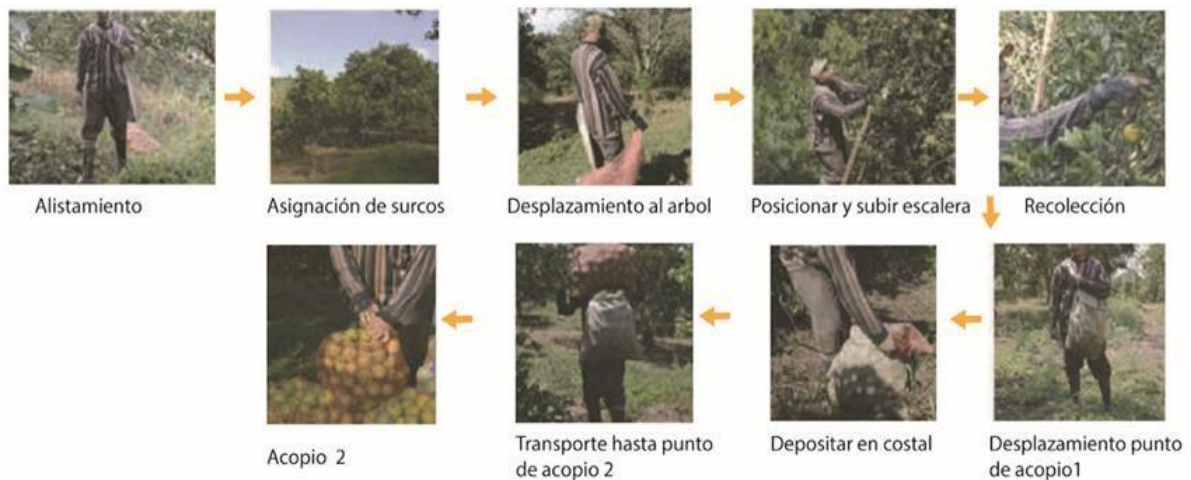 Alistamiento
Asignación de surcos
Desplazamiento al arbol
Posicionar y subir escalera
Recolección
Desplazamiento punto
de acopio1
Depositar en costal
Transporte hasta punto
de acopio 2
Acopio 2